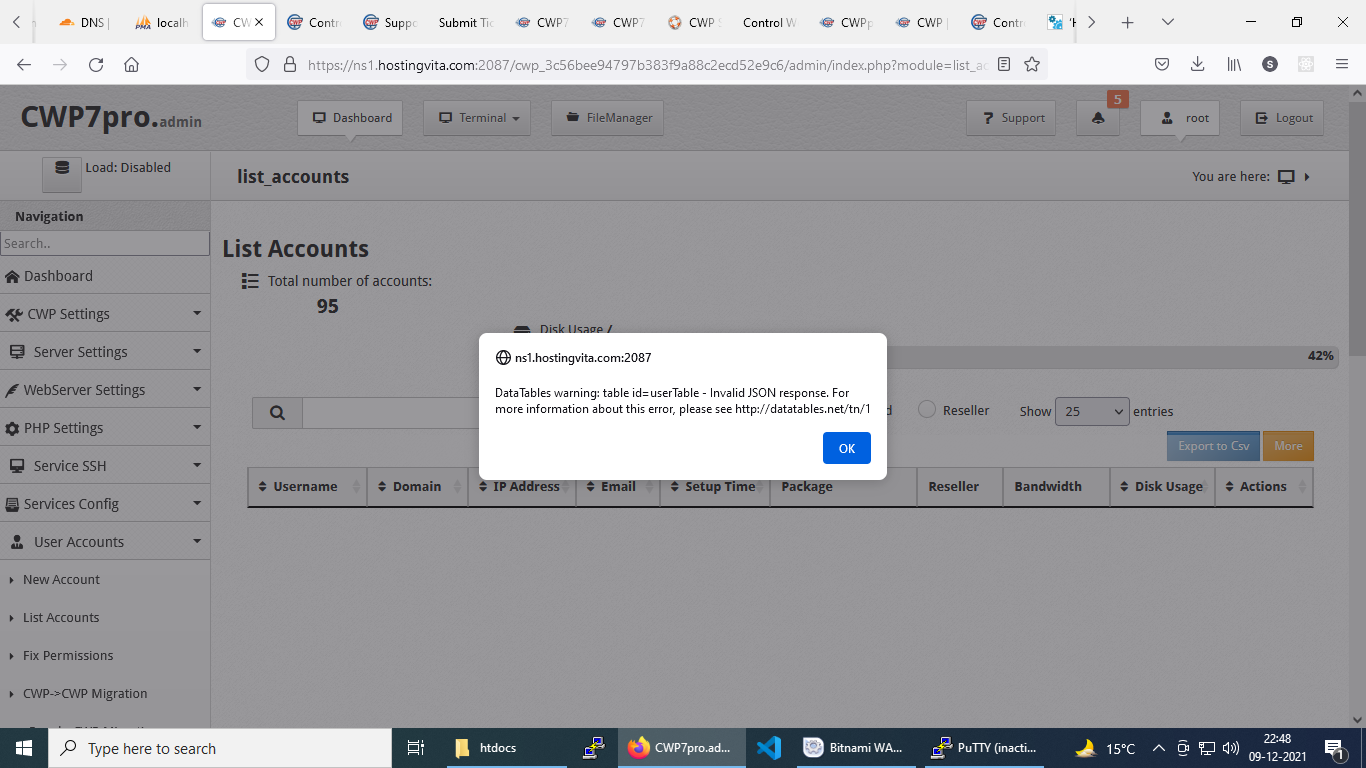 DNS |
localh
CW
Contr
Suppo
Submit Tic
CWP7
CWP7
CWP S
Control W
CWPp
CWP |
Contr
https://ns1.hostingvita.com:2087/cwp_3c56bee94797b383f9a88c2ecd52e9c6/admin/index.php?module=list_ac
CWP7pro.admin
Dashboard
Terminal
FileManager
? Support
5
root
Logout
Load: Disabled
list_accounts
You are here:
Navigation
Search..
Dashboard
CWP Settings
Server Settings
WebServer Settings
PHP Settings
Service SSH
Services Config
User Accounts
New Account
List Accounts
Fix Permissions
CWP->CWP Migration
List Accounts
Total number of accounts:
95
Disk Usage /
42%
ns1.hostingvita.com:2087
DataTables warning: table id=userTable - Invalid JSON response. For
more information about this error, please see http://datatables.net/tn/1
OK
Reseller
Show 25 entries
Export to Csv
More
Username Domain IP Address Email Setup Time Package Reseller Bandwidth Disk Usage Actions
Type here to search
htdocs
CWP7pro.ad...
Bitnami WA...
PuTTY (inacti...
15°C
22:48
09-12-2021
1